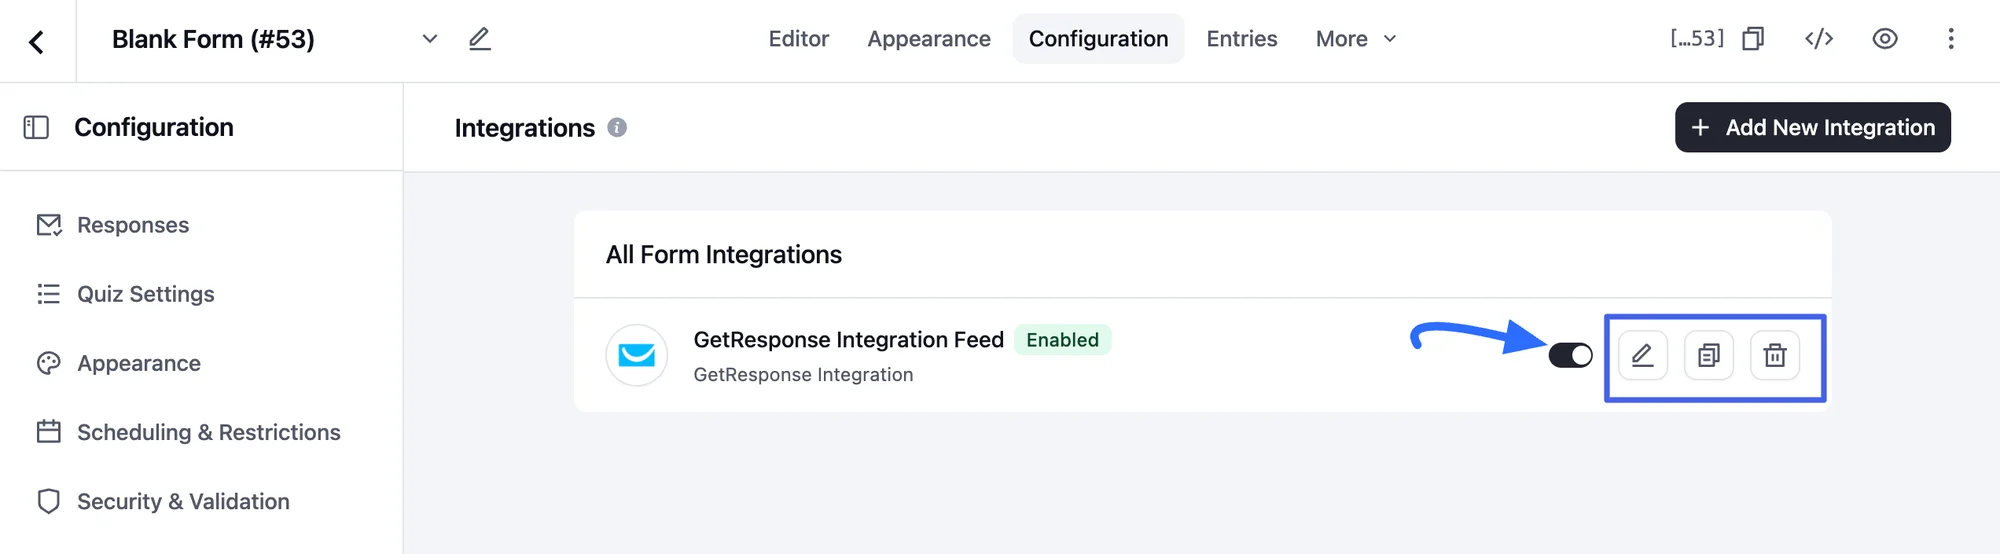 Blank Form (#53)
Editor
Appearance
Configuration
Entries
More
[…53]
Configuration
Integrations
+ Add New Integration
Responses
Quiz Settings
Appearance
Scheduling & Restrictions
Security & Validation
All Form Integrations
GetResponse Integration Feed
Enabled
GetResponse Integration